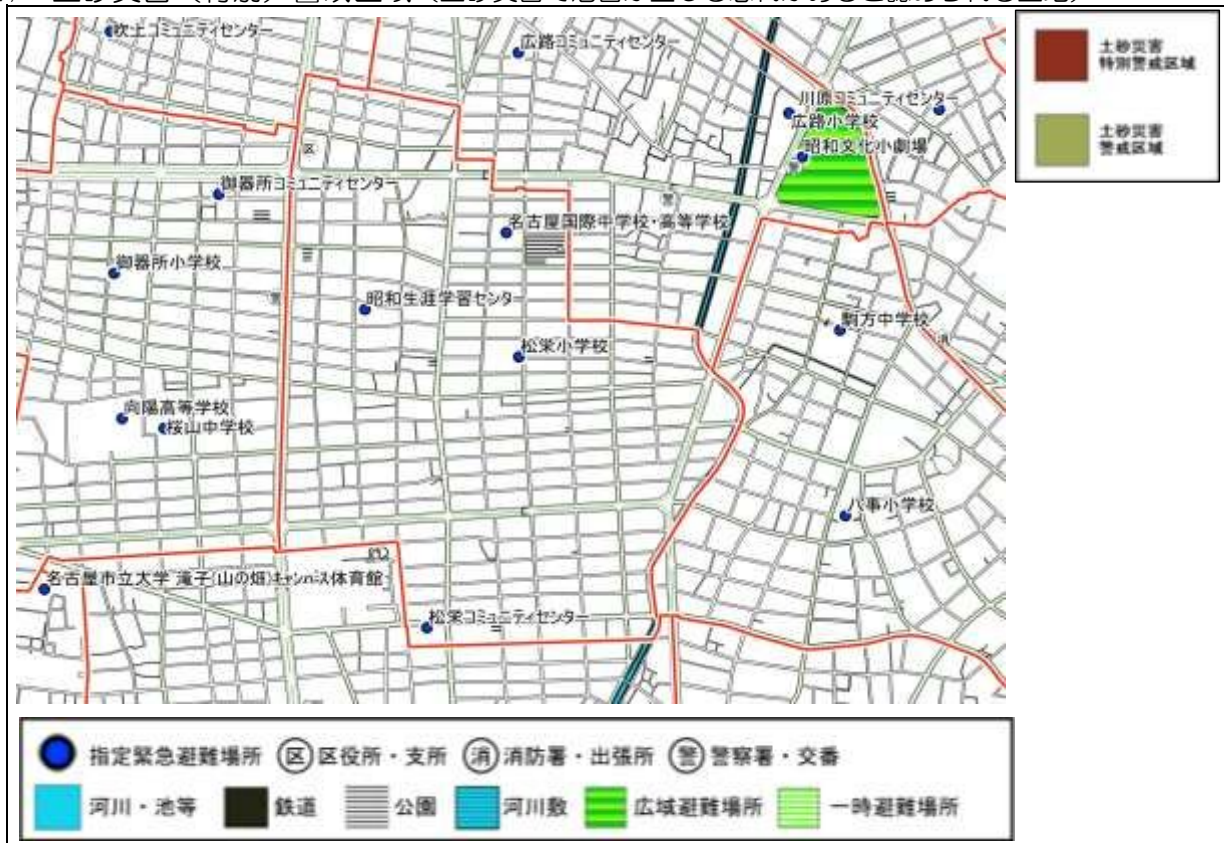 吹上コミュニティセンター
広路コミュニティセンター
川原コミュニティセンター
広路小学校
昭和文化小劇場
区
御器所コミュニティセンター
名古屋国際中学校・高等学校
御器所小学校
昭和生涯学習センター
駒方中学校
消
松栄小学校
向陽高等学校
桜山中学校
八事小学校
名古屋市立大学 滝子(山の畑)キャンパス体育館
松栄コミュニティセンター
土砂災害
特別警戒区域
土砂災害
警戒区域
指定緊急避難場所 区 区役所・支所 消 消防署・出張所 警 警察署・交番
河川・池等 鉄道 公園 河川敷 広域避難場所 一時避難場所